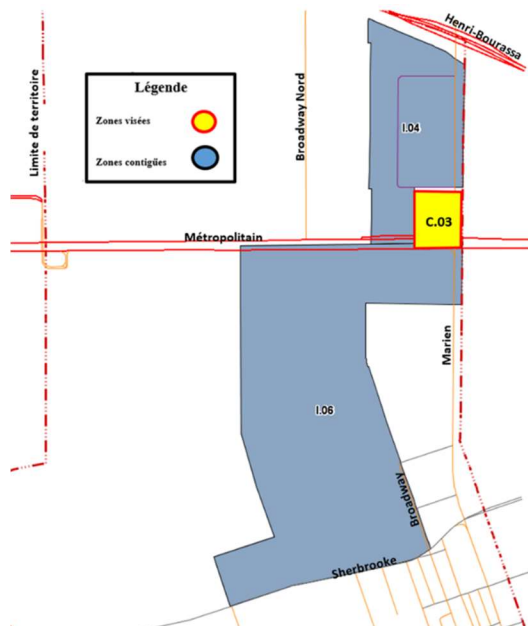 Henri-Bourassa
Légende
Zones visées
Zones contigües
Limite de territoire
Broadway Nord
I.04
C.03
Métropolitain
Marien
I.06
Broadway
Sherbrooke